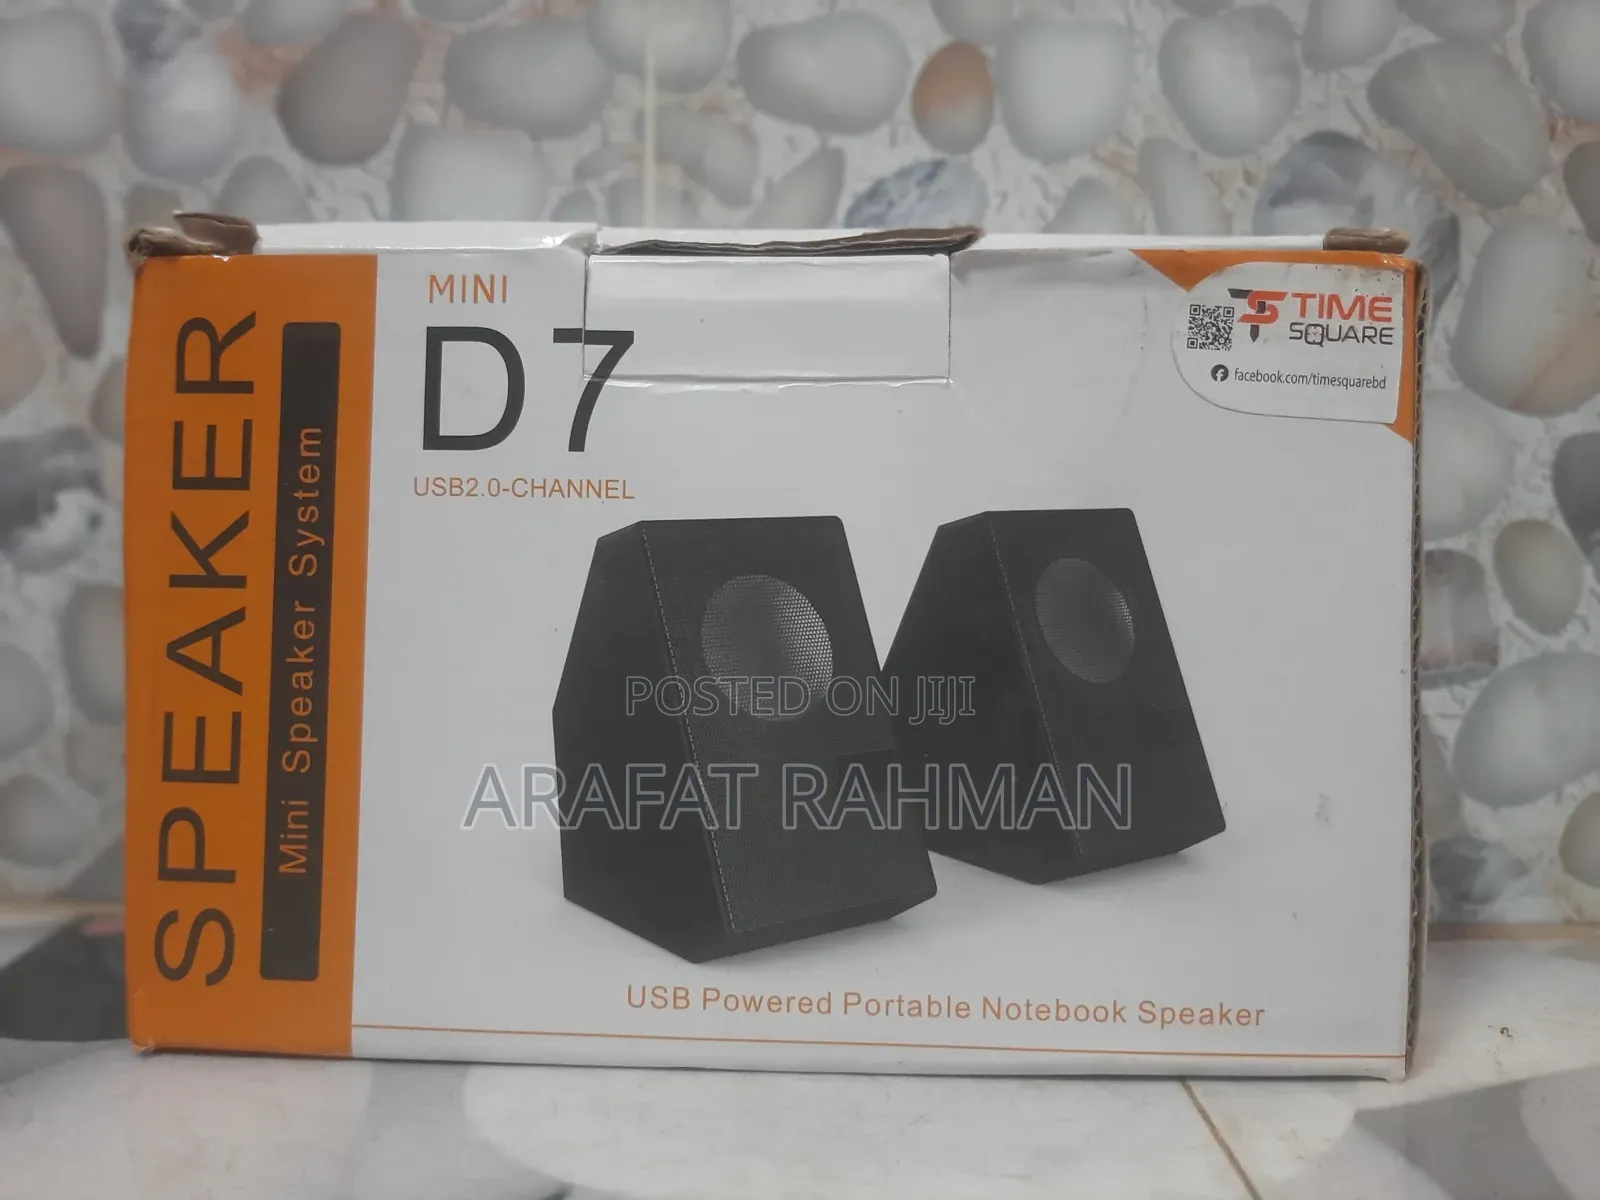 SPEAKER
Mini Speaker System
MINI
D7
USB2.0-CHANNEL
TS TIME
SQUARE
facebook.com/timesquarebd
POSTED ON JIJI
ARAFAT RAHMAN
USB Powered Portable Notebook Speaker